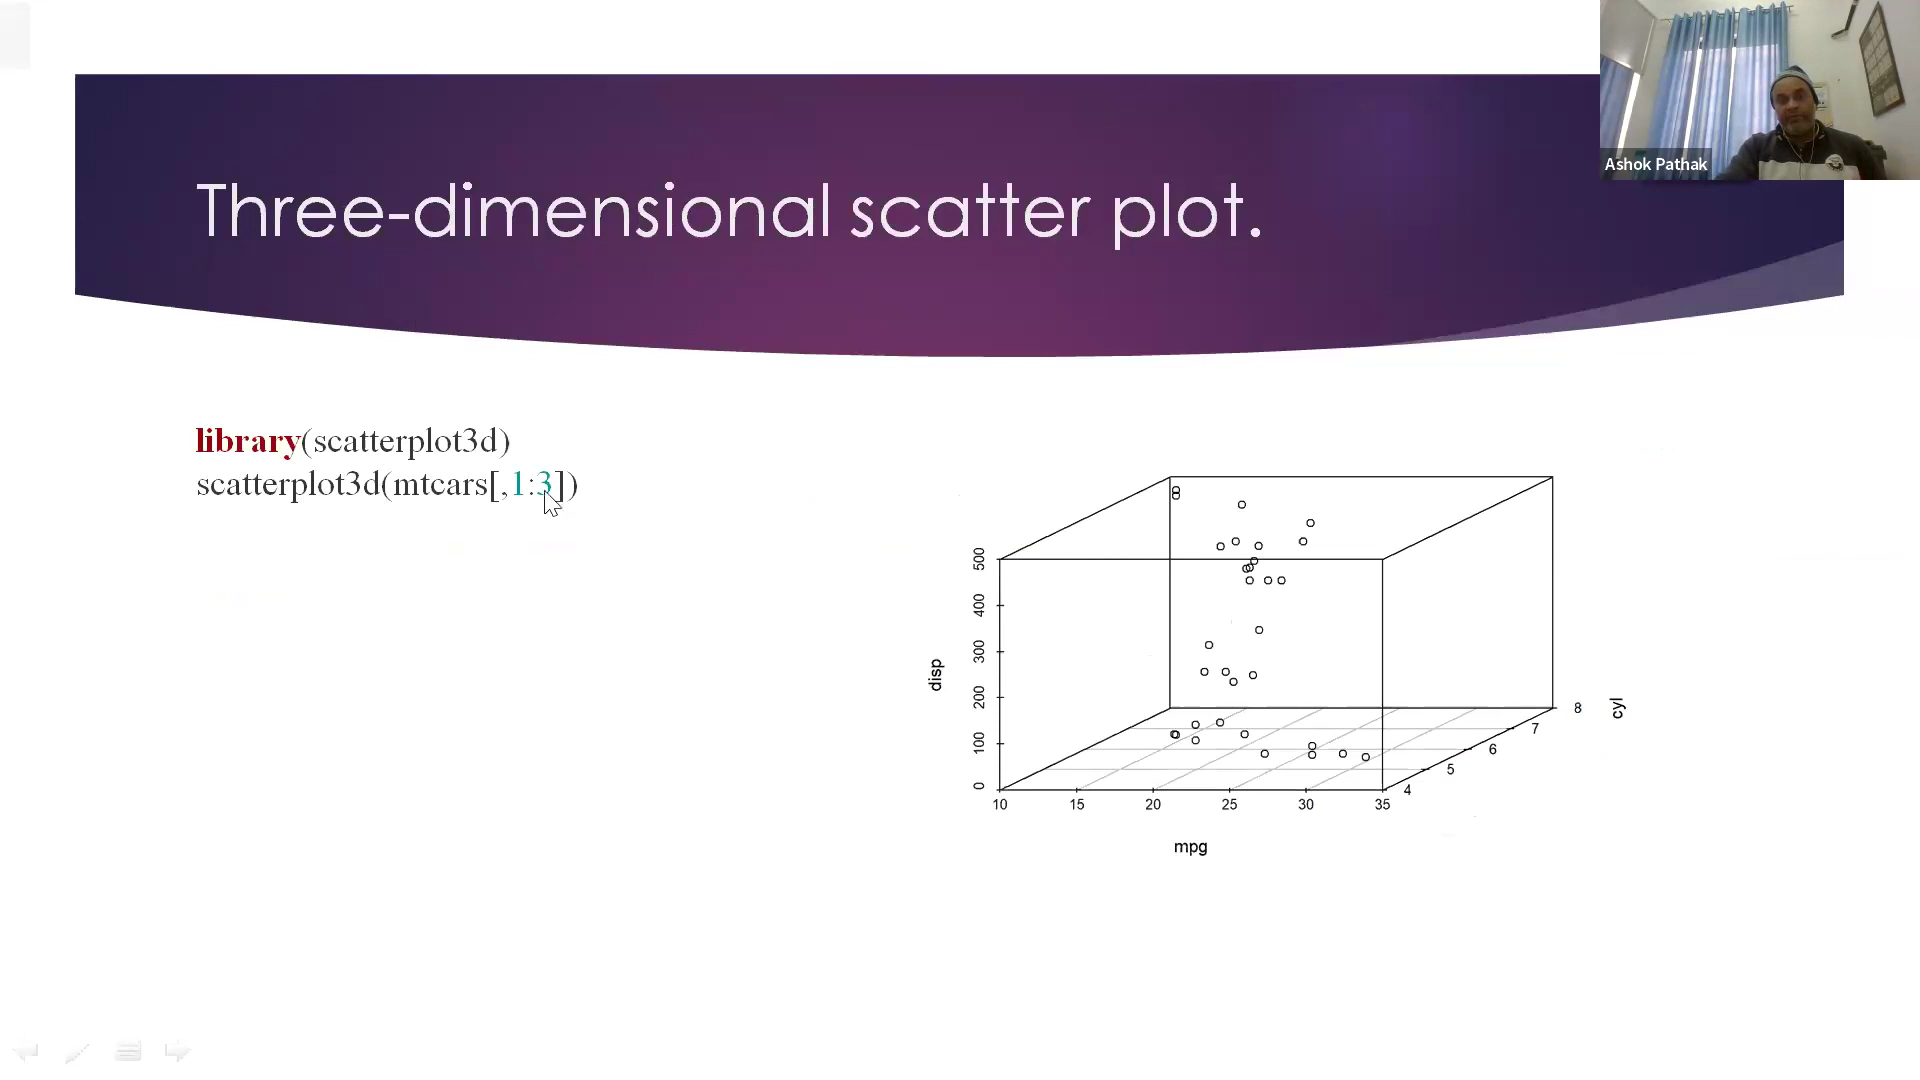 Ashok Pathak
Three-dimensional scatter plot.
library(scatterplot3d)
scatterplot3d(mtcars[,1:3])
500
400
300
200
100
0
disp
10 15 20 25 30 35
mpg
4
5
6
7
8
cyl